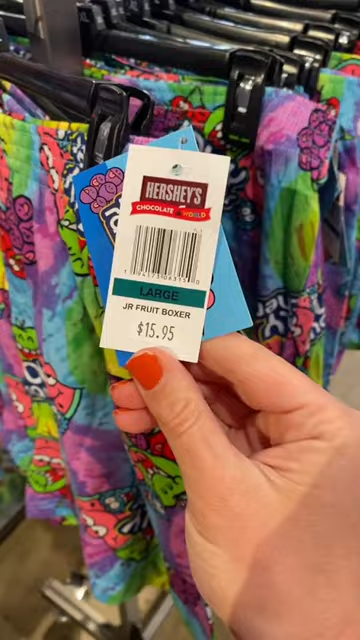 HERSHEY'S
CHOCOLATE WORLD
LARGE
JR FRUIT BOXER
$15.95